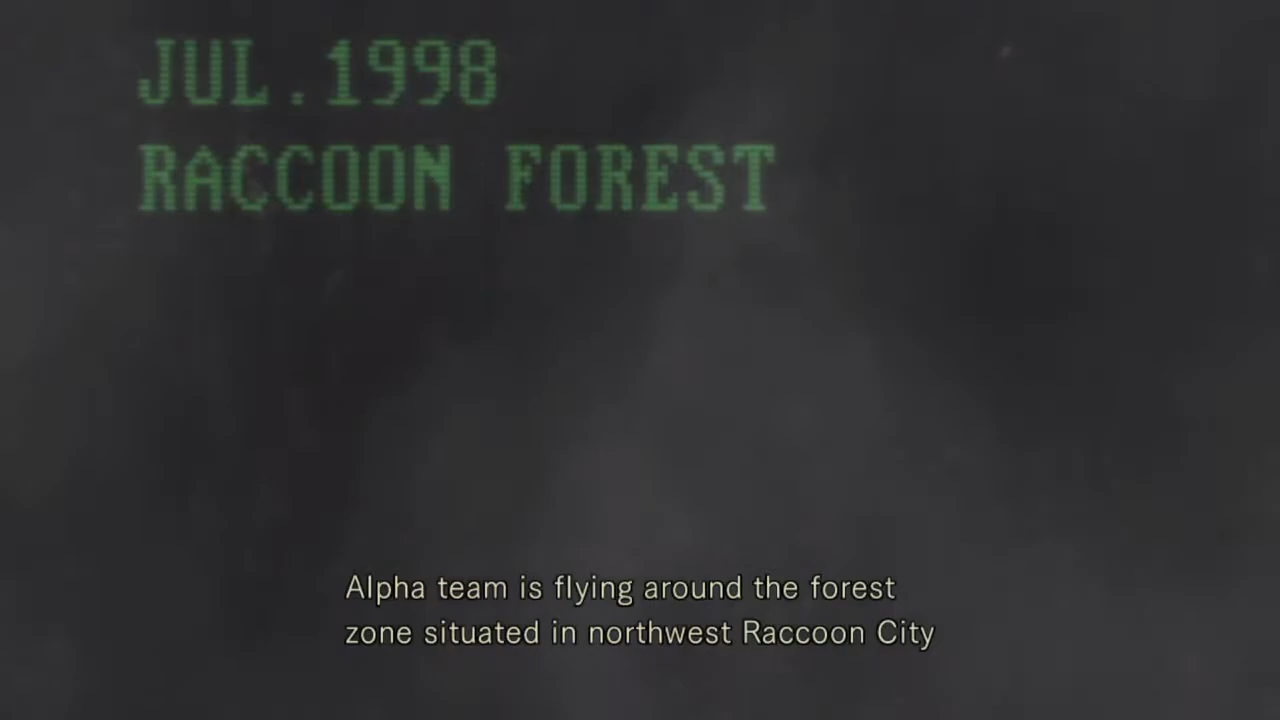 JUL.1998
RACCOON FOREST
Alpha team is flying around the forest
zone situated in northwest Raccoon City